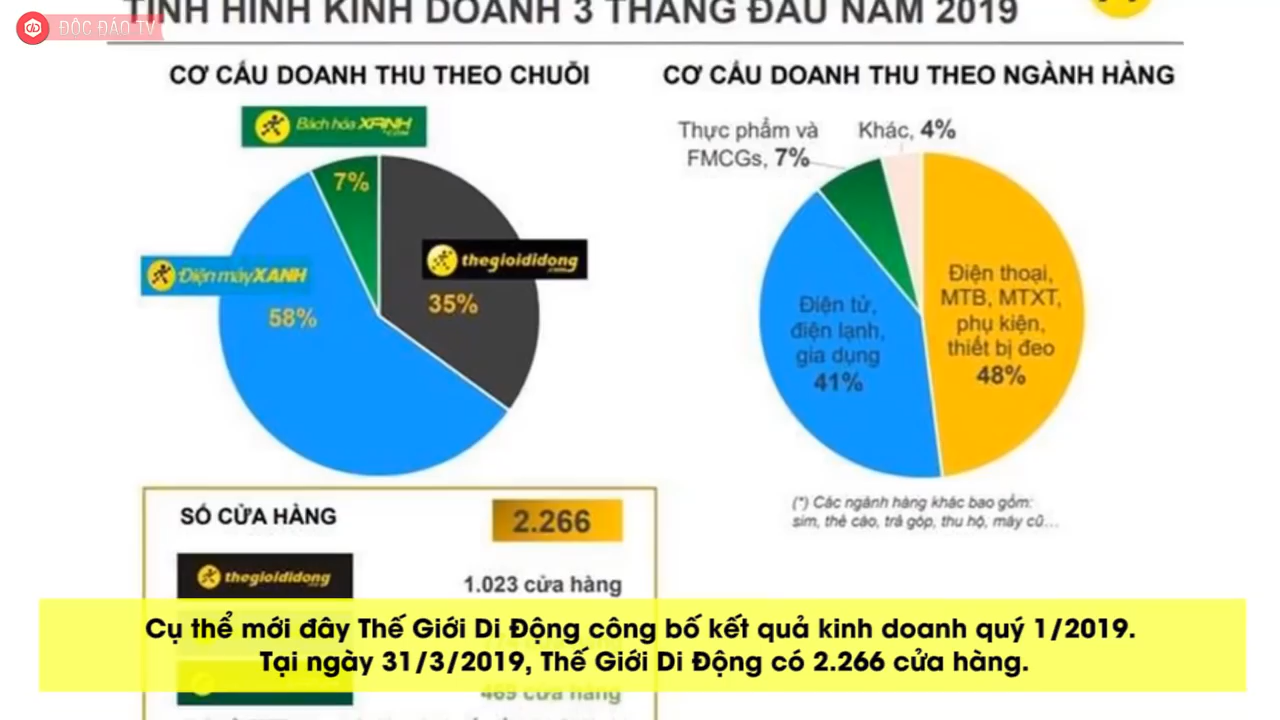 TÌNH HÌNH KINH DOANH 3 THÁNG ĐẦU NĂM 2019
ĐỘC ĐÁO TV
CƠ CẤU DOANH THU THEO CHUỖI
Bách hóa XANH
.COM
7%
thegioididong
.com
35%
Điện máy XANH
58%
CƠ CẤU DOANH THU THEO NGÀNH HÀNG
Thực phẩm và
FMCGs, 7%
Khác, 4%
Điện thoại,
MTB, MTXT,
phụ kiện,
thiết bị đeo
48%
Điện tử,
điện lạnh,
gia dụng
41%
(*) Các ngành hàng khác bao gồm:
sim, thẻ cào, trả góp, thu hộ, máy cũ...
SỐ CỬA HÀNG
2.266
thegioididong
.com
1.023 cửa hàng
Cụ thể mới đây Thế Giới Di Động công bố kết quả kinh doanh quý 1/2019.
Tại ngày 31/3/2019, Thế Giới Di Động có 2.266 cửa hàng.
469 cửa hàng